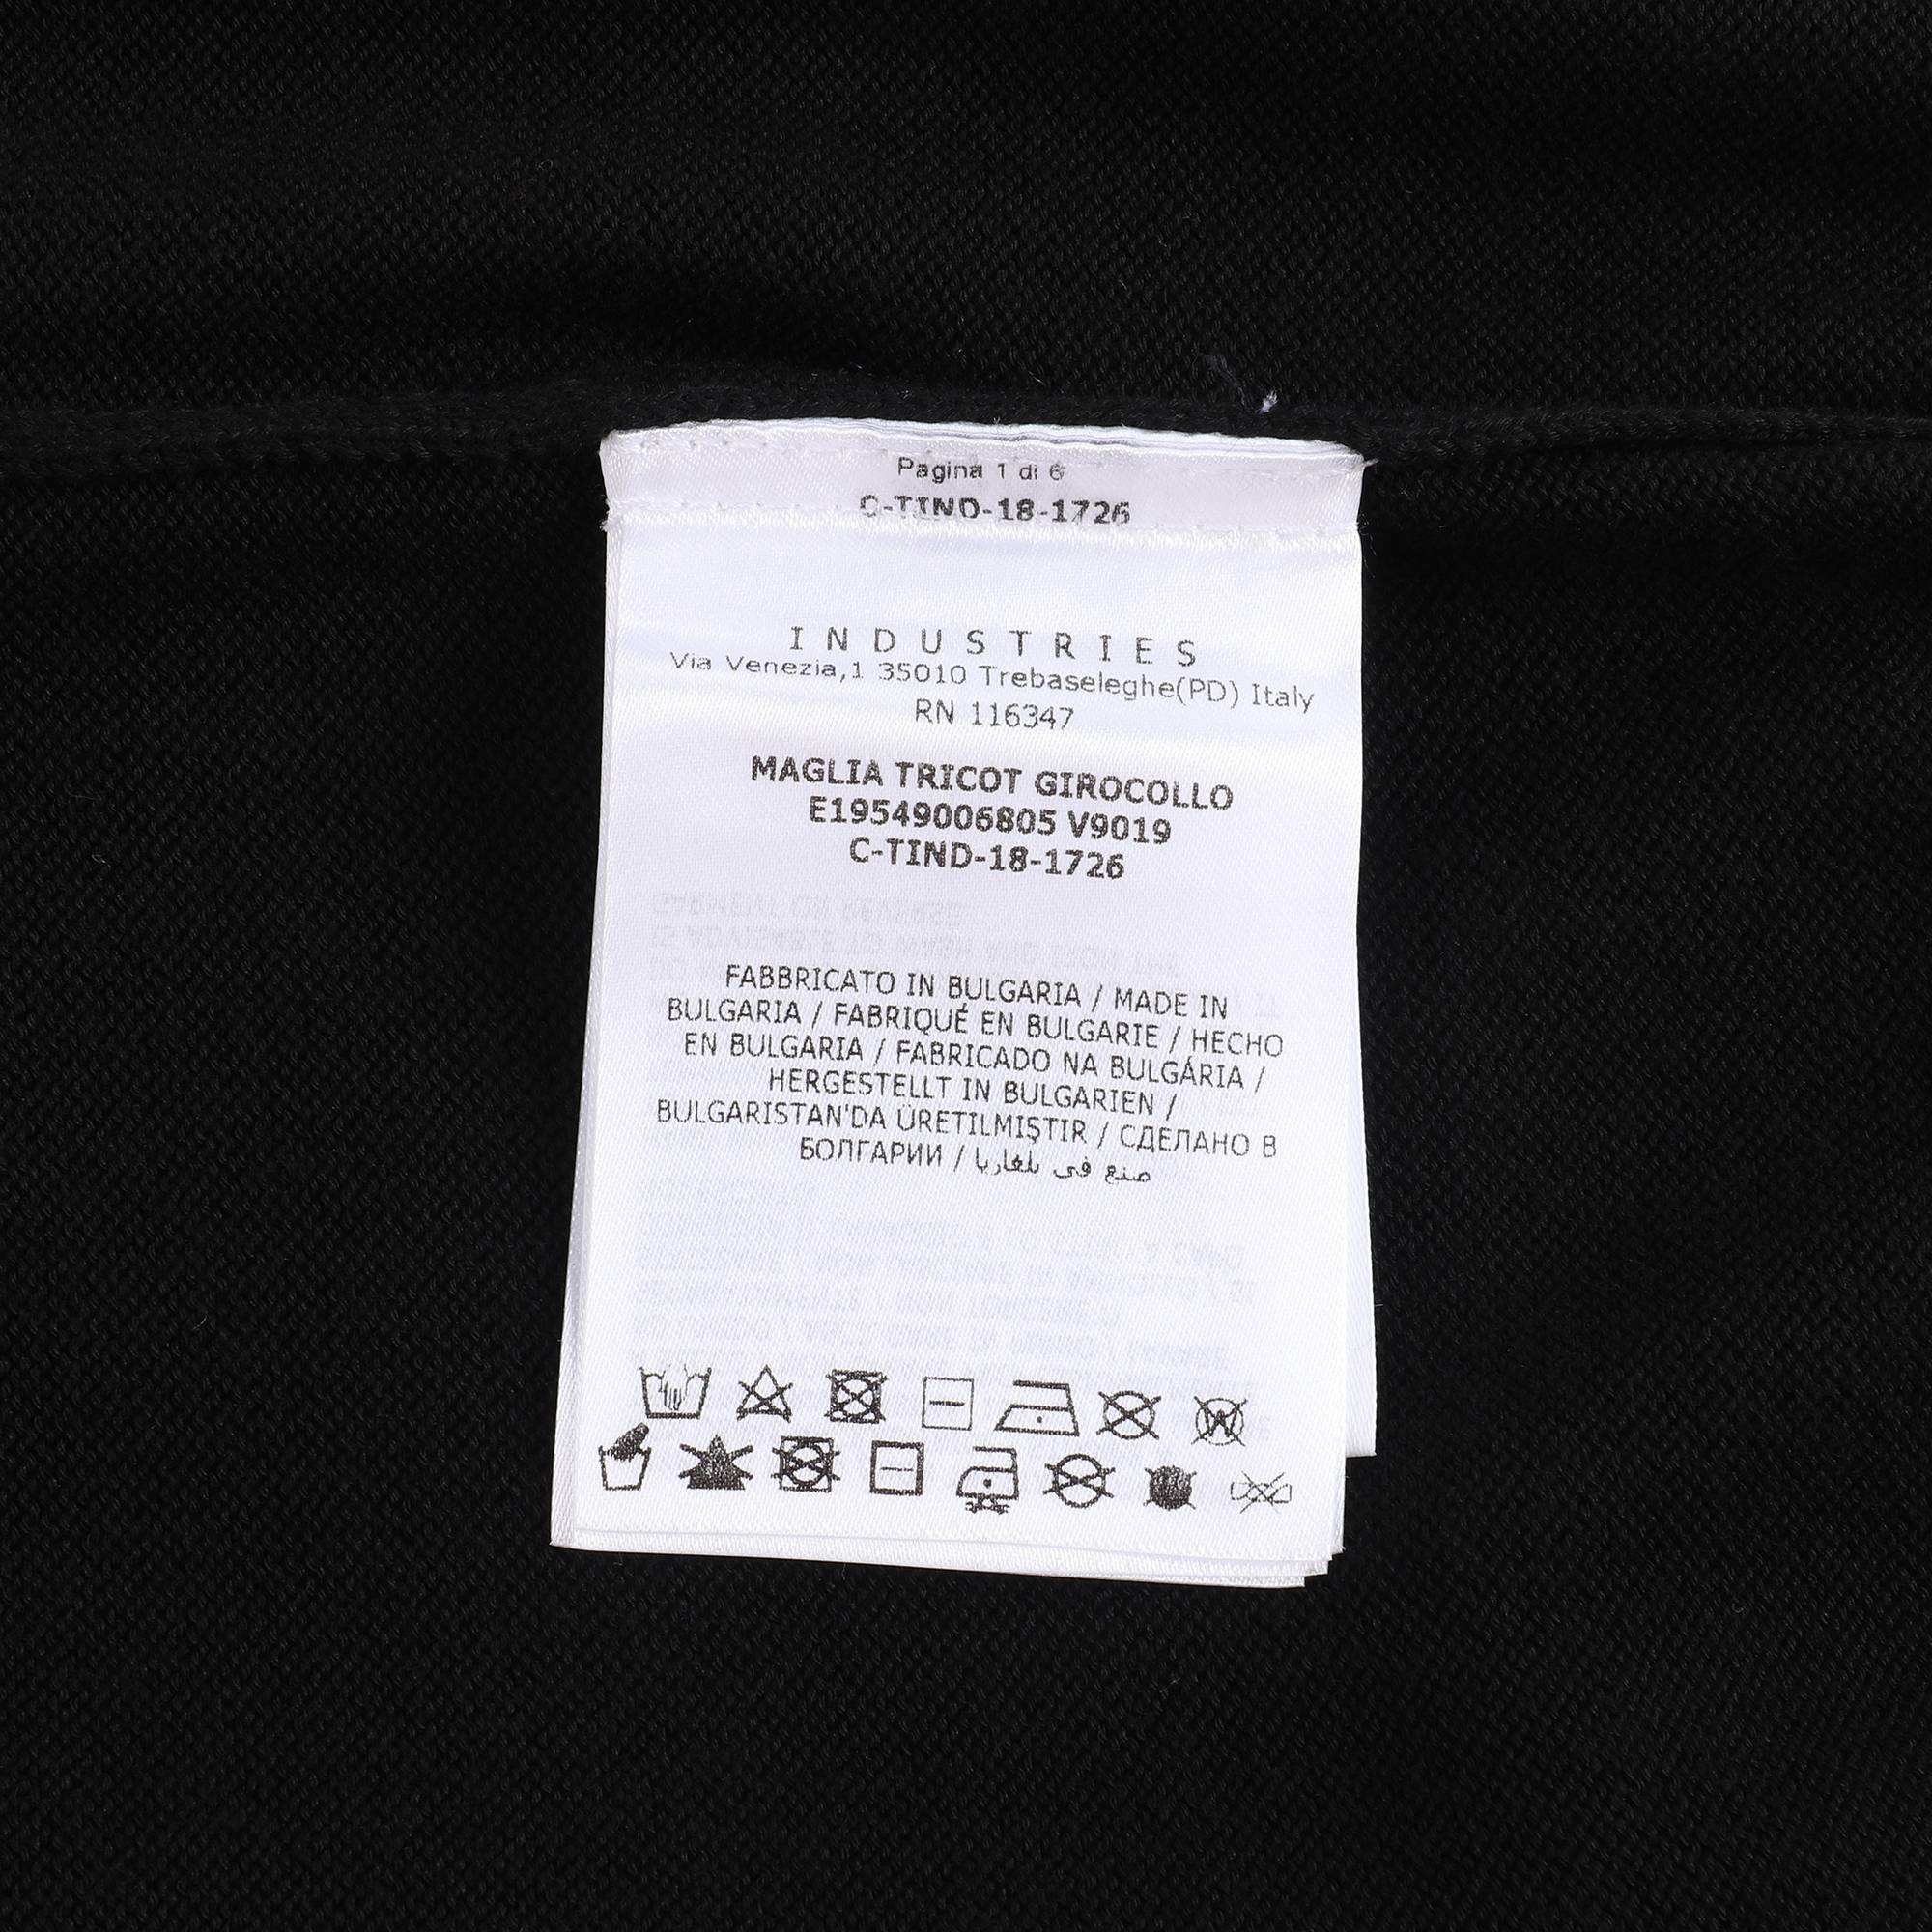 Pagina 1 di 6
C-TIND-18-1726
INDUSTRIES
Via Venezia,1 35010 Trebaseleghe(PD) Italy
RN 116347
MAGLIA TRICOT GIROCOLLO
E19549006805 V9019
C-TIND-18-1726
FABBRICATO IN BULGARIA / MADE IN
BULGARIA / FABRIQUÉ EN BULGARIE / HECHO
EN BULGARIA / FABRICADO NA BULGÁRIA /
HERGESTELLT IN BULGARIEN /
BULGARISTAN'DA ÜRETILMIŞTIR / СДЕЛАНО В
БОЛГАРИИ / صنع في بلغاريا
W